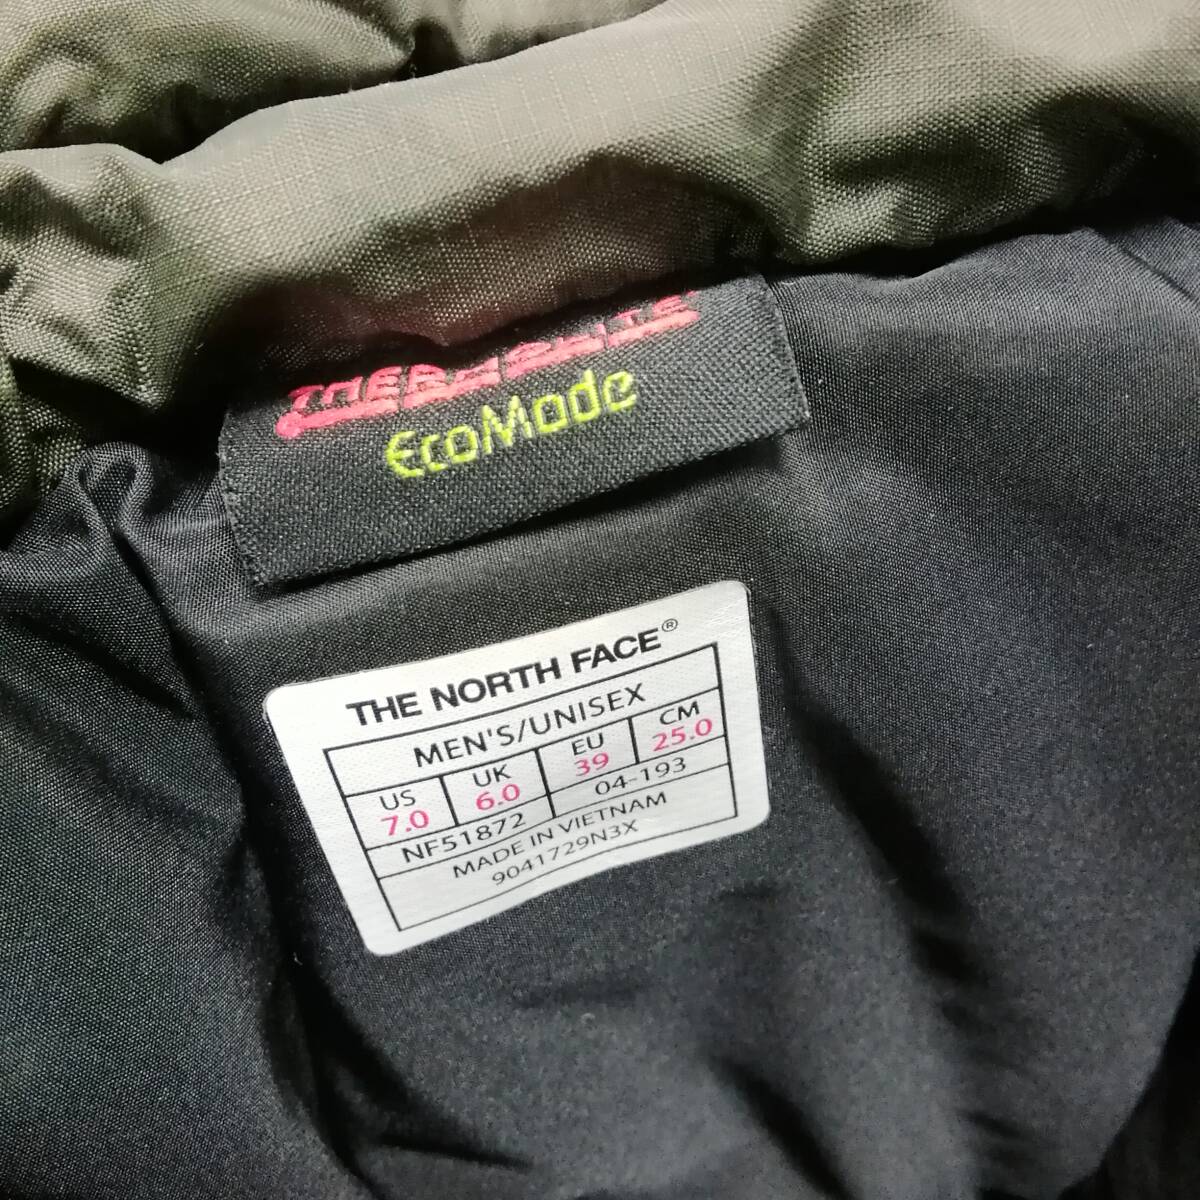 THERMOLITE
EcoMode
THE NORTH FACE®
MEN'S/UNISEX
US UK EU CM
7.0 6.0 39 25.0
NF51872 04-193
MADE IN VIETNAM
9041729N3X